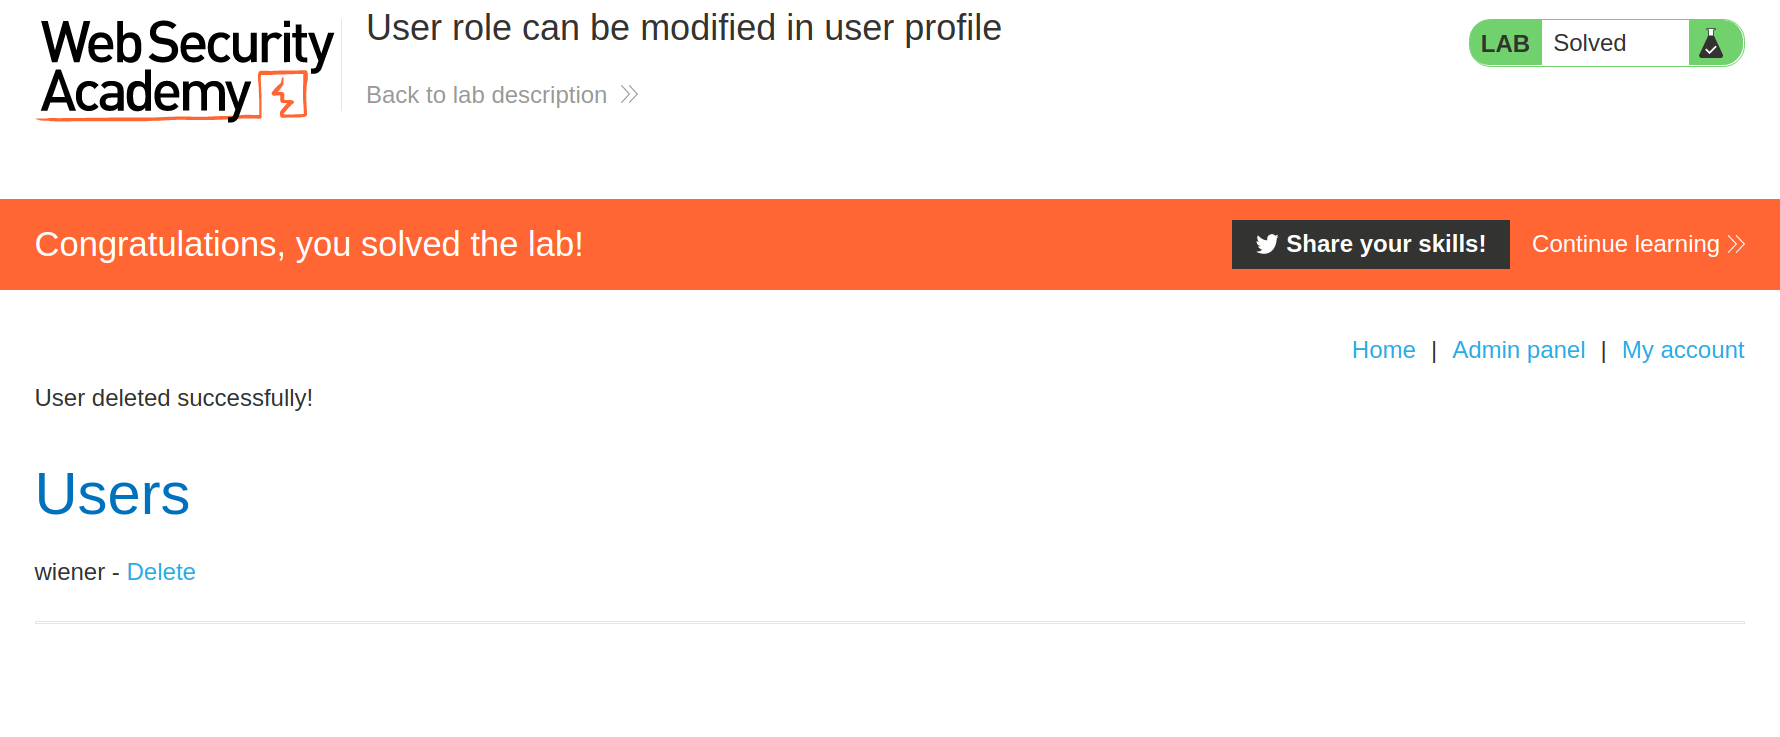 Web Security
Academy
User role can be modified in user profile
Back to lab description
LAB Solved
Congratulations, you solved the lab!
Share your skills!
Continue learning
Home | Admin panel | My account
User deleted successfully!
Users
wiener - Delete